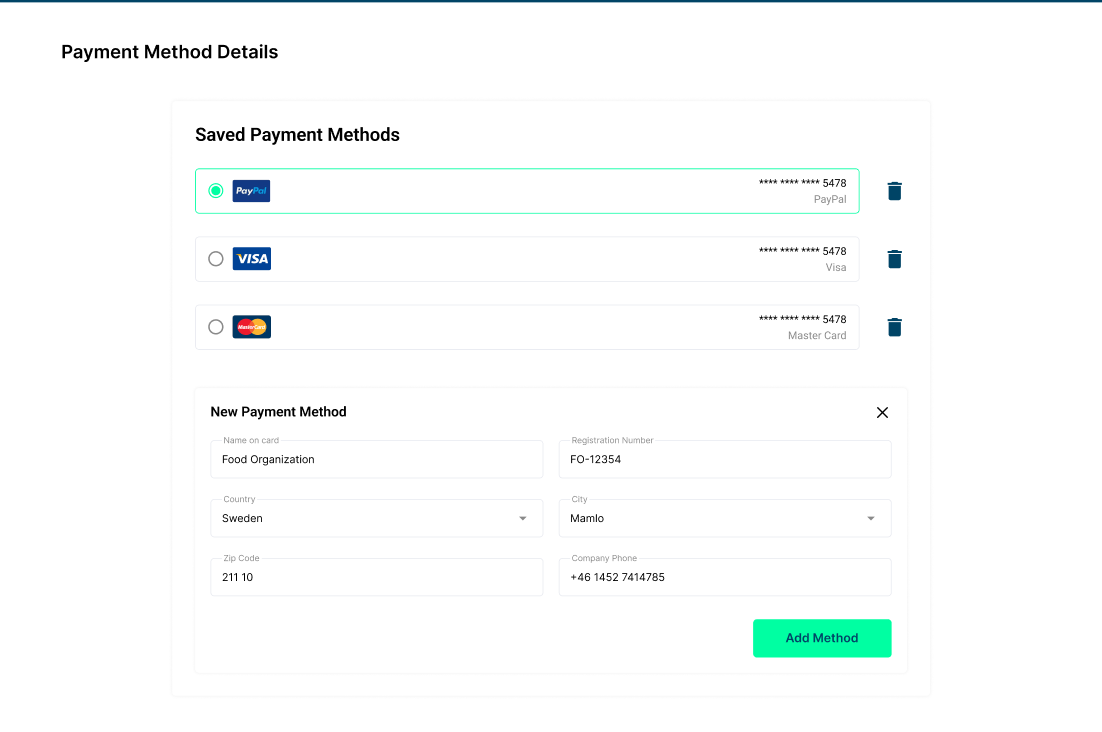 Payment Method Details
Saved Payment Methods
PayPal
**** **** **** 5478
PayPal
VISA
**** **** **** 5478
Visa
MasterCard
**** **** **** 5478
Master Card
New Payment Method
Name on card
Food Organization
Registration Number
FO-12354
Country
Sweden
City
Mamlo
Zip Code
211 10
Company Phone
+46 1452 7414785
Add Method